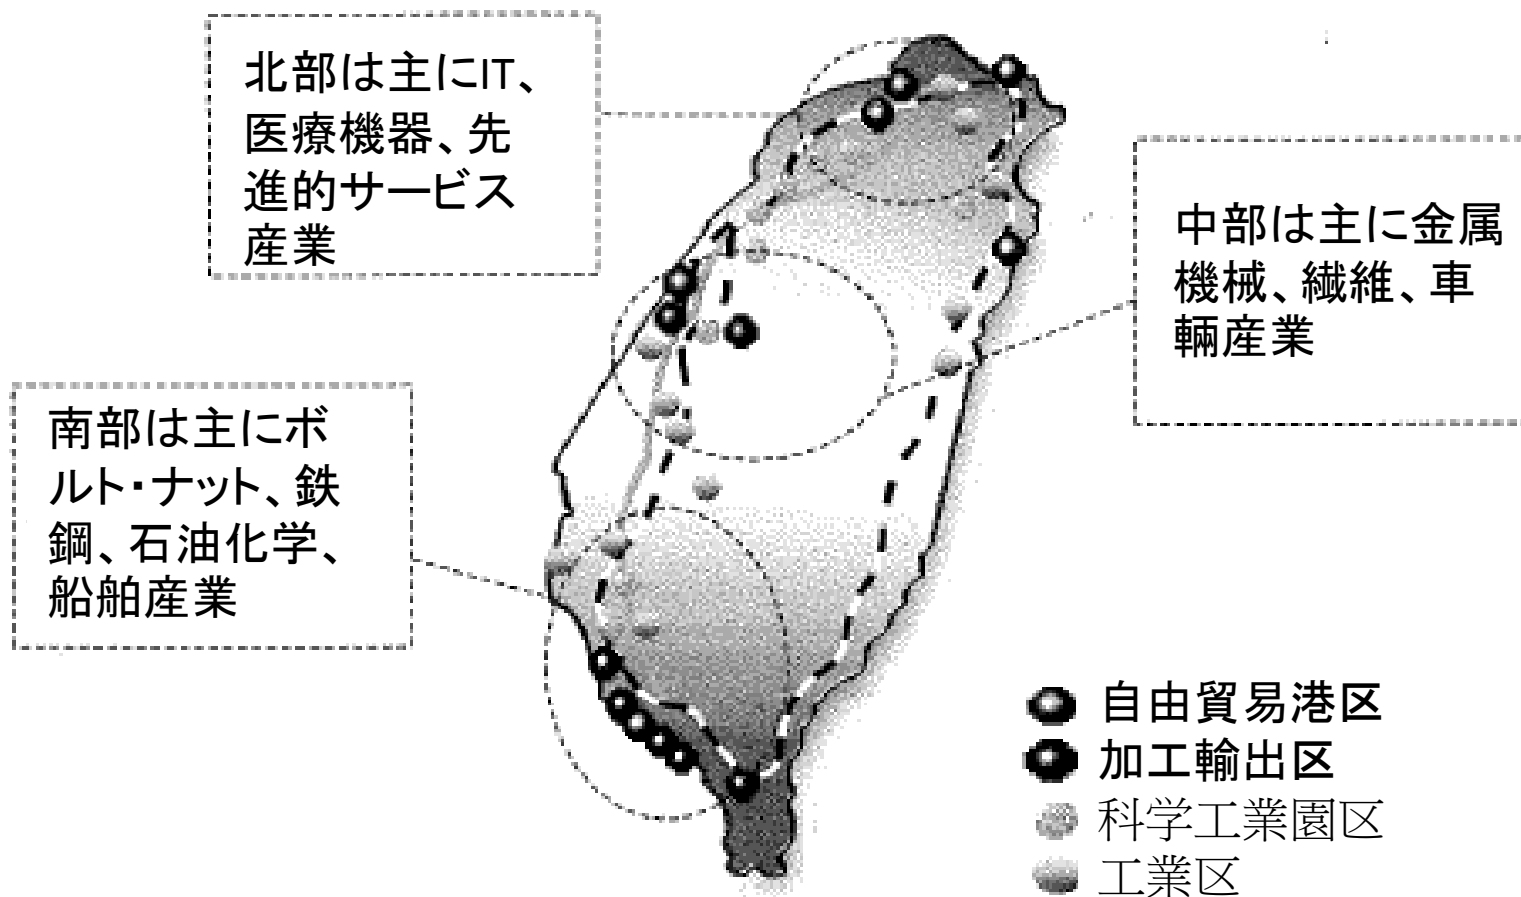 北部は主にIT、
医療機器、先
進的サービス
産業
中部は主に金属
機械、繊維、車
輛産業
南部は主にボ
ルト・ナット、鉄
鋼、石油化学、
船舶産業
自由貿易港区
加工輸出区
科学工業園区
工業区